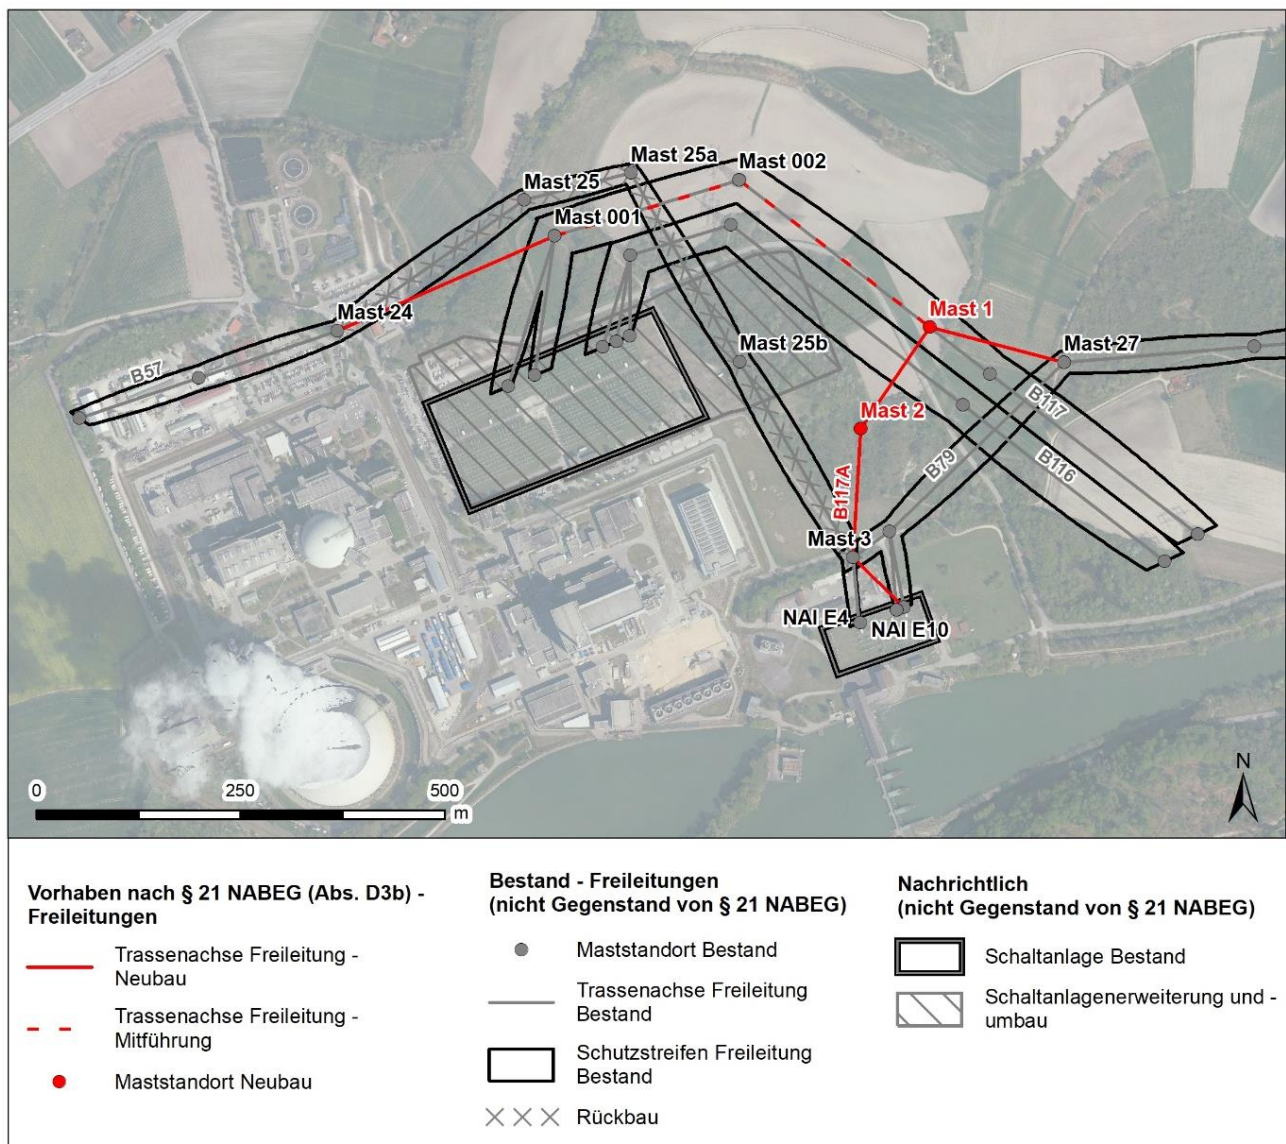 Mast 25a
Mast 002
Mast 25
Mast 001
Mast 24
Mast 1
Mast 25b
Mast 27
B57
B117
Mast 2
B79
B116
B117A
Mast 3
NAI E4
NAI E10
N
0
250
500
m
Vorhaben nach § 21 NABEG (Abs. D3b) -
Freileitungen
Trassenachse Freileitung -
Neubau
Trassenachse Freileitung -
Mitführung
Maststandort Neubau
Bestand - Freileitungen
(nicht Gegenstand von § 21 NABEG)
Maststandort Bestand
Trassenachse Freileitung
Bestand
Schutzstreifen Freileitung
Bestand
Rückbau
Nachrichtlich
(nicht Gegenstand von § 21 NABEG)
Schaltanlage Bestand
Schaltanlagenerweiterung und -
umbau